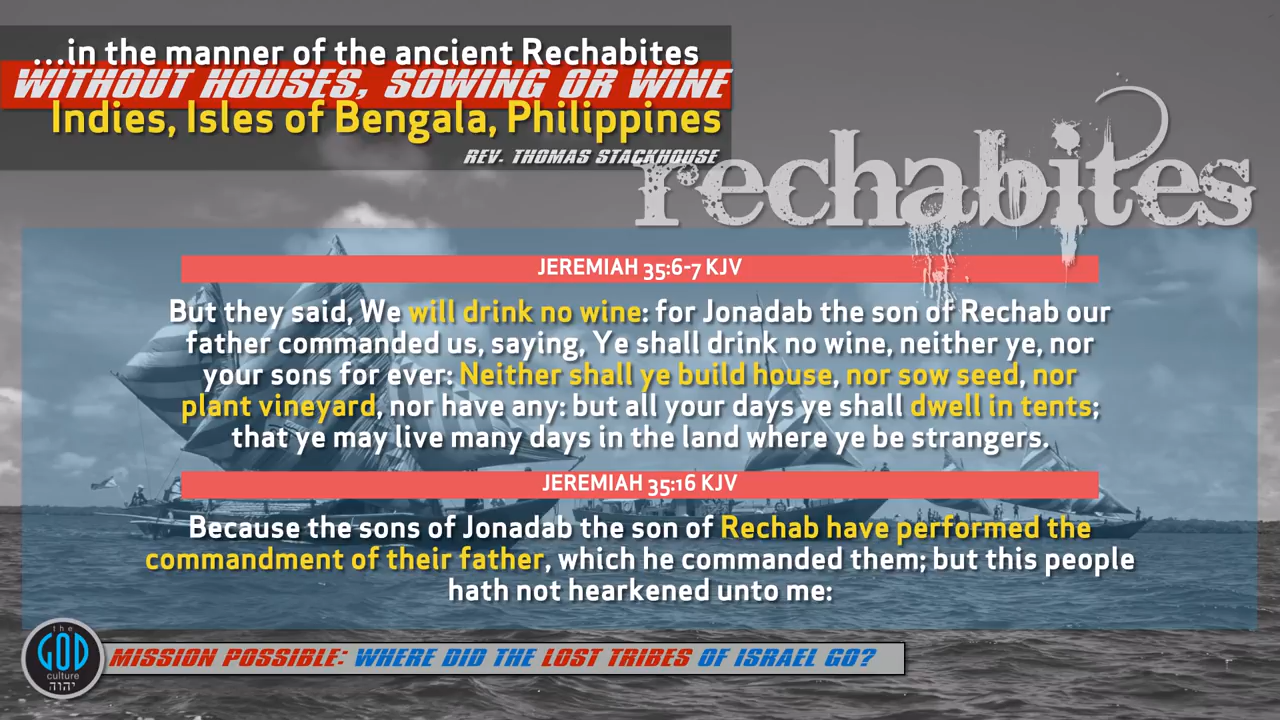 ...in the manner of the ancient Rechabites
WITHOUT HOUSES, SOWING OR WINE
Indies, Isles of Bengala, Philippines
REV. THOMAS STACKHOUSE
rechabites
JEREMIAH 35:6-7 KJV
But they said, We will drink no wine: for Jonadab the son of Rechab our
father commanded us, saying, Ye shall drink no wine, neither ye, nor
your sons for ever: Neither shall ye build house, nor sow seed, nor
plant vineyard, nor have any: but all your days ye shall dwell in tents;
that ye may live many days in the land where ye be strangers.
JEREMIAH 35:16 KJV
Because the sons of Jonadab the son of Rechab have performed the
commandment of their father, which he commanded them; but this people
hath not hearkened unto me:
the
GOD
culture
יהוה
MISSION POSSIBLE: WHERE DID THE LOST TRIBES OF ISRAEL GO?